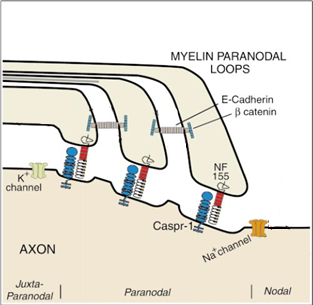 MYELIN PARANODAL
LOOPS
E-Cadherin
β catenin
NF
155
K+
channel
Caspr-1
Na+ channel
AXON
Juxta-
Paranodal
Paranodal
Nodal